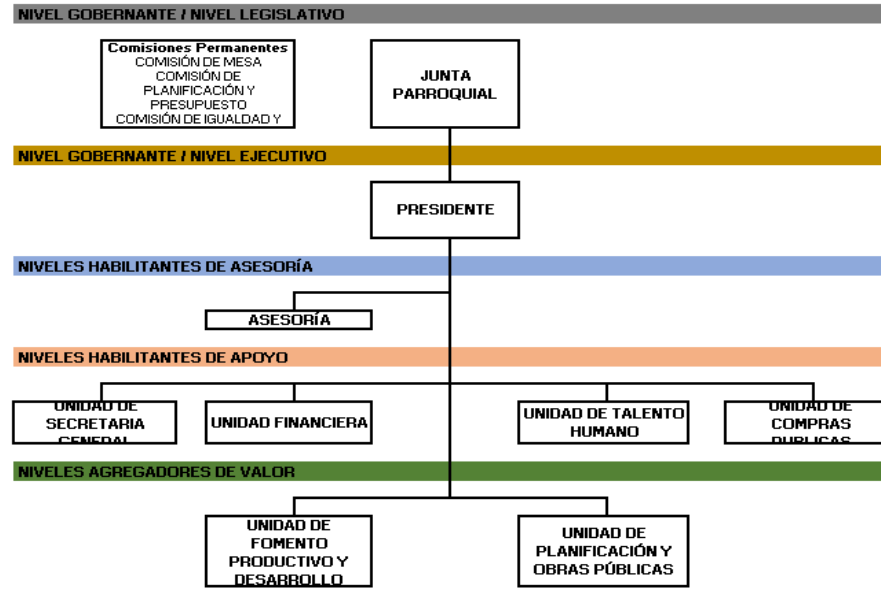 NIVEL GOBERNANTE / NIVEL LEGISLATIVO
Comisiones Permanentes
COMISIÓN DE MESA
COMISIÓN DE
PLANIFICACIÓN Y
PRESUPUESTO
COMISIÓN DE IGUALDAD Y
JUNTA
PARROQUIAL
NIVEL GOBERNANTE / NIVEL EJECUTIVO
PRESIDENTE
NIVELES HABILITANTES DE ASESORÍA
ASESORÍA
NIVELES HABILITANTES DE APOYO
UNIDAD DE
SECRETARIA
GENERAL
UNIDAD FINANCIERA
UNIDAD DE TALENTO
HUMANO
UNIDAD DE
COMPRAS
PUBLICAS
NIVELES AGREGADORES DE VALOR
UNIDAD DE
FOMENTO
PRODUCTIVO Y
DESARROLLO
UNIDAD DE
PLANIFICACIÓN Y
OBRAS PÚBLICAS